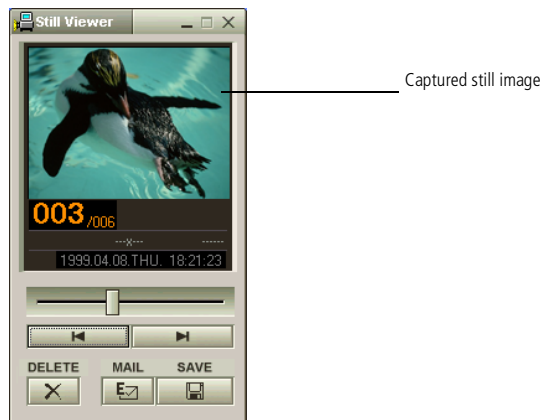 Still Viewer
Captured still image
003/006
---x--- ------
1999.04.08.THU. 18:21:23
DELETE MAIL SAVE
E